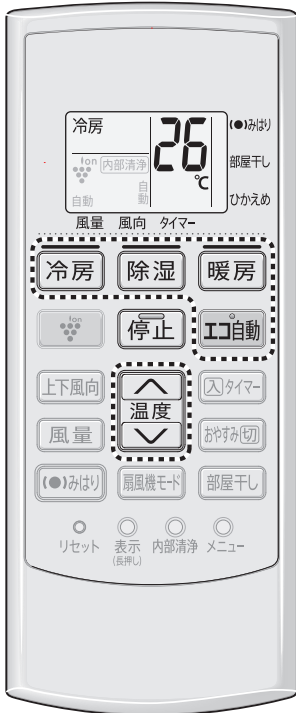 冷房 26℃ (●)みはり
ion 内部清浄 部屋干し
自動 自動 ひかえめ
風量 風向 タイマー
冷房 除湿 暖房
ion 停止 エコ自動
上下風向 温度 入タイマー
風量 おやすみ切
(●)みはり 扇風機モード 部屋干し
リセット 表示 内部清浄 メニュー
(長押し)